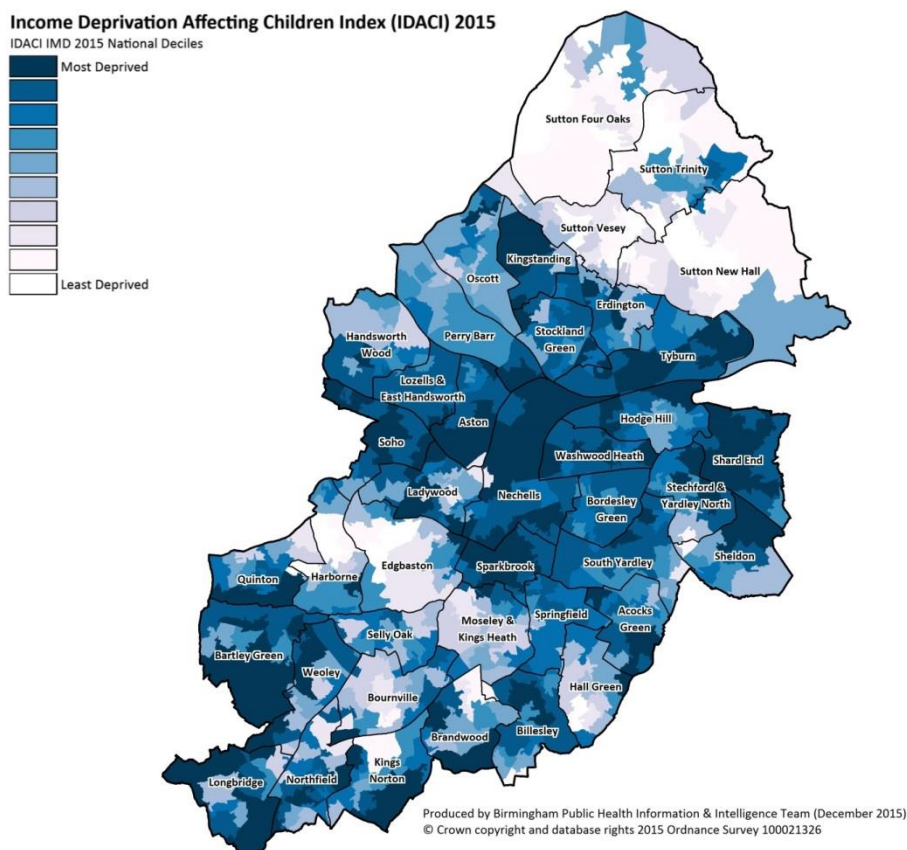 Income Deprivation Affecting Children Index (IDACI) 2015
IDACI IMD 2015 National Deciles
Most Deprived
Least Deprived
Sutton Four Oaks
Sutton Trinity
Sutton Vesey
Sutton New Hall
Kingstanding
Oscott
Erdington
Handsworth
Wood
Perry Barr
Stockland
Green
Tyburn
Lozells &
East Handsworth
Aston
Hodge Hill
Soho
Washwood Heath
Shard End
Ladywood
Nechells
Bordesley
Green
Stechford &
Yardley North
Quinton
Harborne
Edgbaston
Sparkbrook
South Yardley
Sheldon
Selly Oak
Moseley &
Kings Heath
Springfield
Acocks
Green
Bartley Green
Weoley
Bournville
Hall Green
Brandwood
Billesley
Longbridge
Northfield
Kings
Norton
Produced by Birmingham Public Health Information & Intelligence Team (December 2015)
© Crown copyright and database rights 2015 Ordnance Survey 100021326